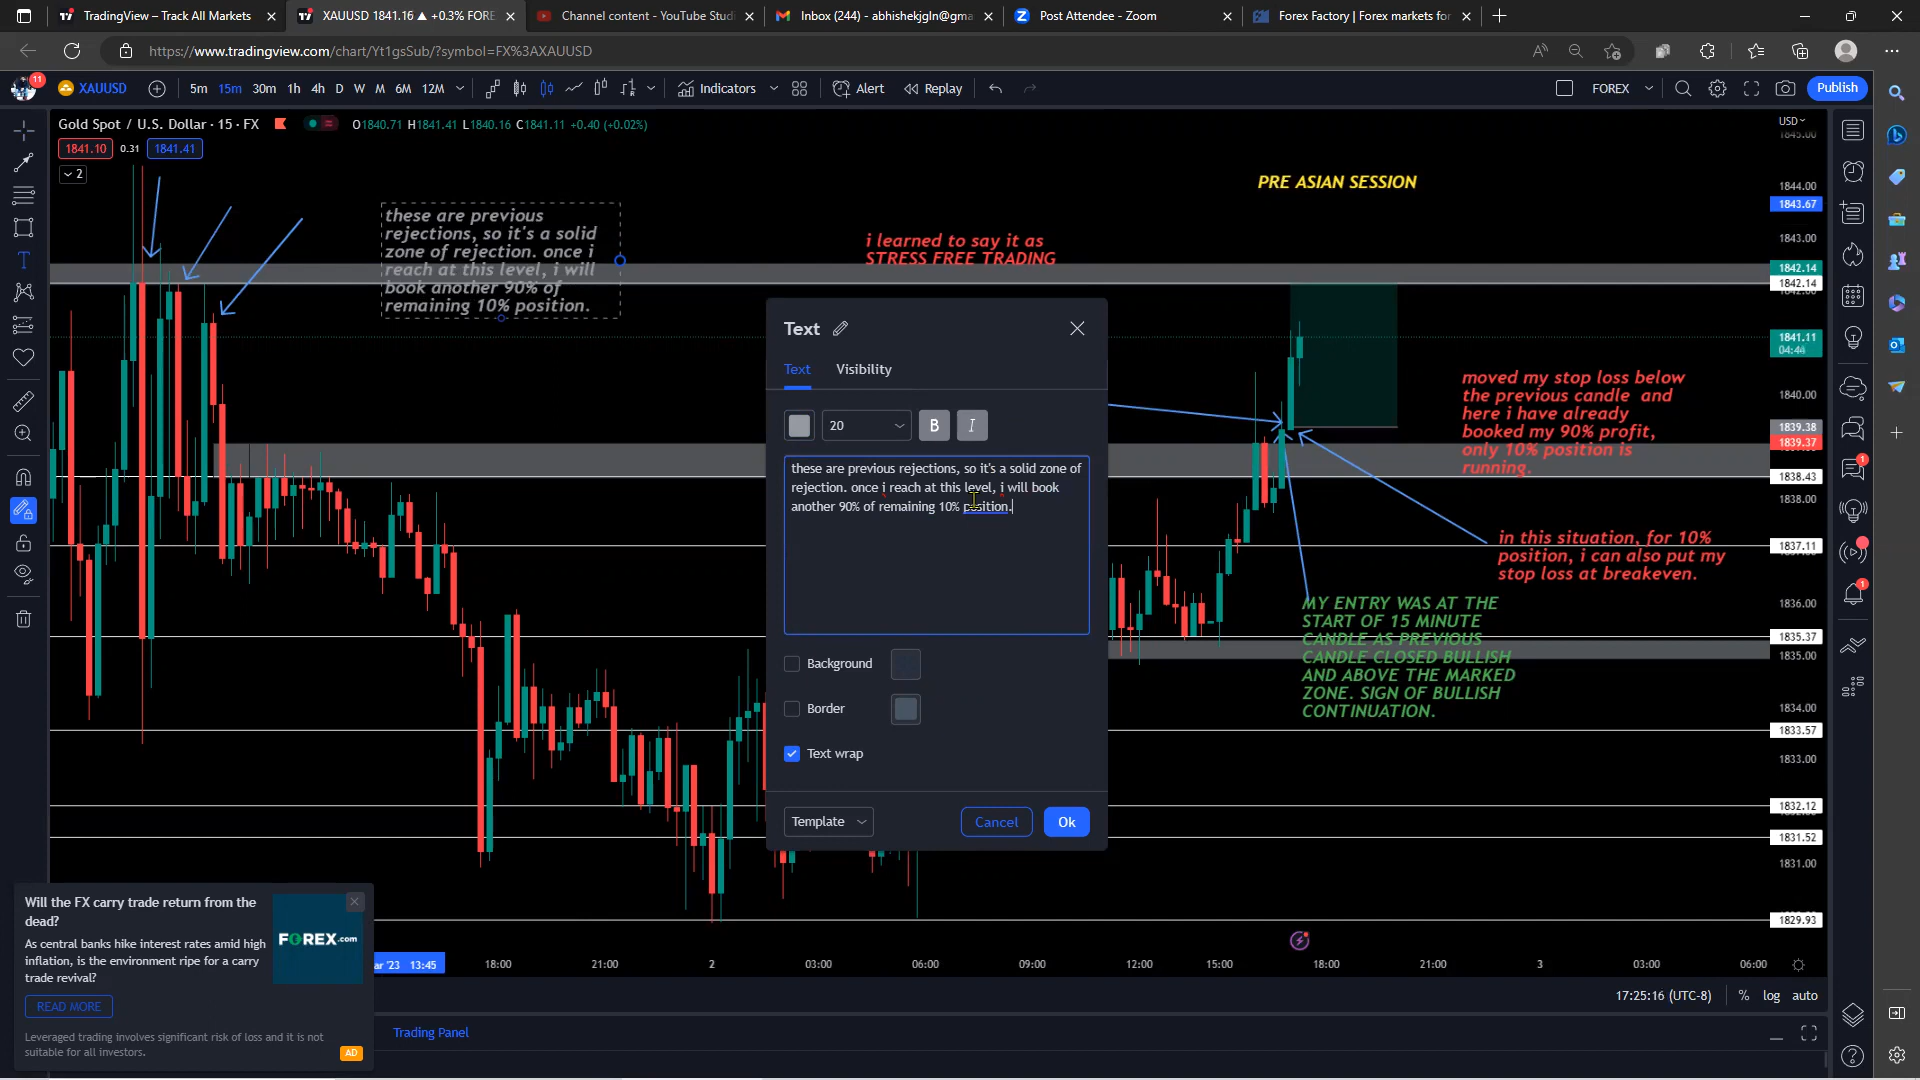 TradingView – Track All Markets
XAUUSD 1841.16 ▲ +0.3% FORE
Channel content - YouTube Studi
Inbox (244) - abhishekjgln@gma
Post Attendee - Zoom
Forex Factory | Forex markets for
https://www.tradingview.com/chart/Yt1gsSub/?symbol=FX%3AXAUUSD
11
XAUUSD
5m 15m 30m 1h 4h D W M 6M 12M
Indicators
Alert
Replay
FOREX
Publish
Gold Spot / U.S. Dollar · 15 · FX
O1840.71 H1841.41 L1840.16 C1841.11 +0.40 (+0.02%)
USD
1845.00
1841.10 0.31 1841.41
2
PRE ASIAN SESSION
these are previous
rejections, so it's a solid
zone of rejection. once i
reach at this level, i will
book another 90% of
remaining 10% position.
i learned to say it as
STRESS FREE TRADING
1844.00
1843.67
1843.00
1842.14
1842.14
1842.00
1841.11
04:44
1840.00
1839.38
1839.37
1838.43
1838.00
1837.11
1836.00
1835.37
1835.00
1834.00
1833.57
1833.00
1832.12
1831.52
1831.00
1829.93
Text
Text
Visibility
20
B
I
these are previous rejections, so it's a solid zone of
rejection. once i reach at this level, i will book
another 90% of remaining 10% position.
Background
Border
Text wrap
Template
Cancel
Ok
moved my stop loss below
the previous candle and
here i have already
booked my 90% profit,
only 10% position is
running.
in this situation, for 10%
position, i can also put my
stop loss at breakeven.
MY ENTRY WAS AT THE
START OF 15 MINUTE
CANDLE AS PREVIOUS
CANDLE CLOSED BULLISH
AND ABOVE THE MARKED
ZONE. SIGN OF BULLISH
CONTINUATION.
Will the FX carry trade return from the
dead?
As central banks hike interest rates amid high
inflation, is the environment ripe for a carry
trade revival?
FOREX.com
READ MORE
Leveraged trading involves significant risk of loss and it is not
suitable for all investors.
AD
ar '23 13:45
18:00
21:00
2
03:00
06:00
09:00
12:00
15:00
18:00
21:00
3
03:00
06:00
17:25:16 (UTC-8)
%
log
auto
Trading Panel
1
1